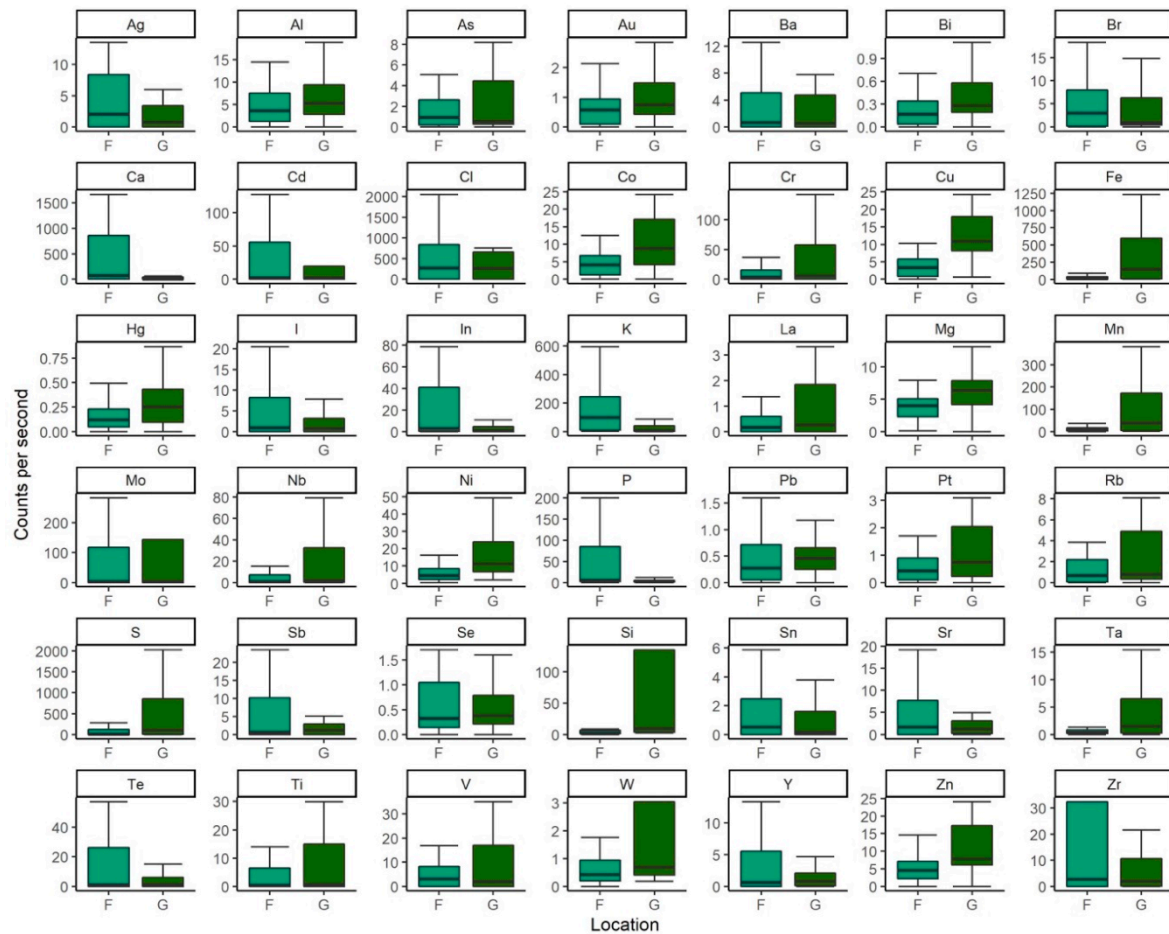 Ag Al As Au Ba Bi Br
10 5 0 15 10 5 0 8 6 4 2 0 2 1 0 12 8 4 0 0.9 0.6 0.3 0.0 15 10 5 0
F G F G F G F G F G F G F G
Ca Cd Cl Co Cr Cu Fe
1500 1000 500 0 100 50 0 2000 1500 1000 500 0 25 20 15 10 5 0 100 50 0 25 20 15 10 5 0 1250 1000 750 500 250 0
F G F G F G F G F G F G F G
Hg I In K La Mg Mn
0.75 0.50 0.25 0.00 20 15 10 5 0 80 60 40 20 0 600 400 200 0 3 2 1 0 10 5 0 300 200 100 0
F G F G F G F G F G F G F G
Counts per second
Mo Nb Ni P Pb Pt Rb
200 100 0 80 60 40 20 0 50 40 30 20 10 0 200 150 100 50 0 1.5 1.0 0.5 0.0 3 2 1 0 8 6 4 2 0
F G F G F G F G F G F G F G
S Sb Se Si Sn Sr Ta
2000 1500 1000 500 0 20 15 10 5 0 1.5 1.0 0.5 0.0 100 50 0 6 4 2 0 20 15 10 5 0 15 10 5 0
F G F G F G F G F G F G F G
Te Ti V W Y Zn Zr
40 20 0 30 20 10 0 30 20 10 0 3 2 1 0 10 5 0 25 20 15 10 5 0 30 20 10 0
F G F G F G F G F G F G F G
Location